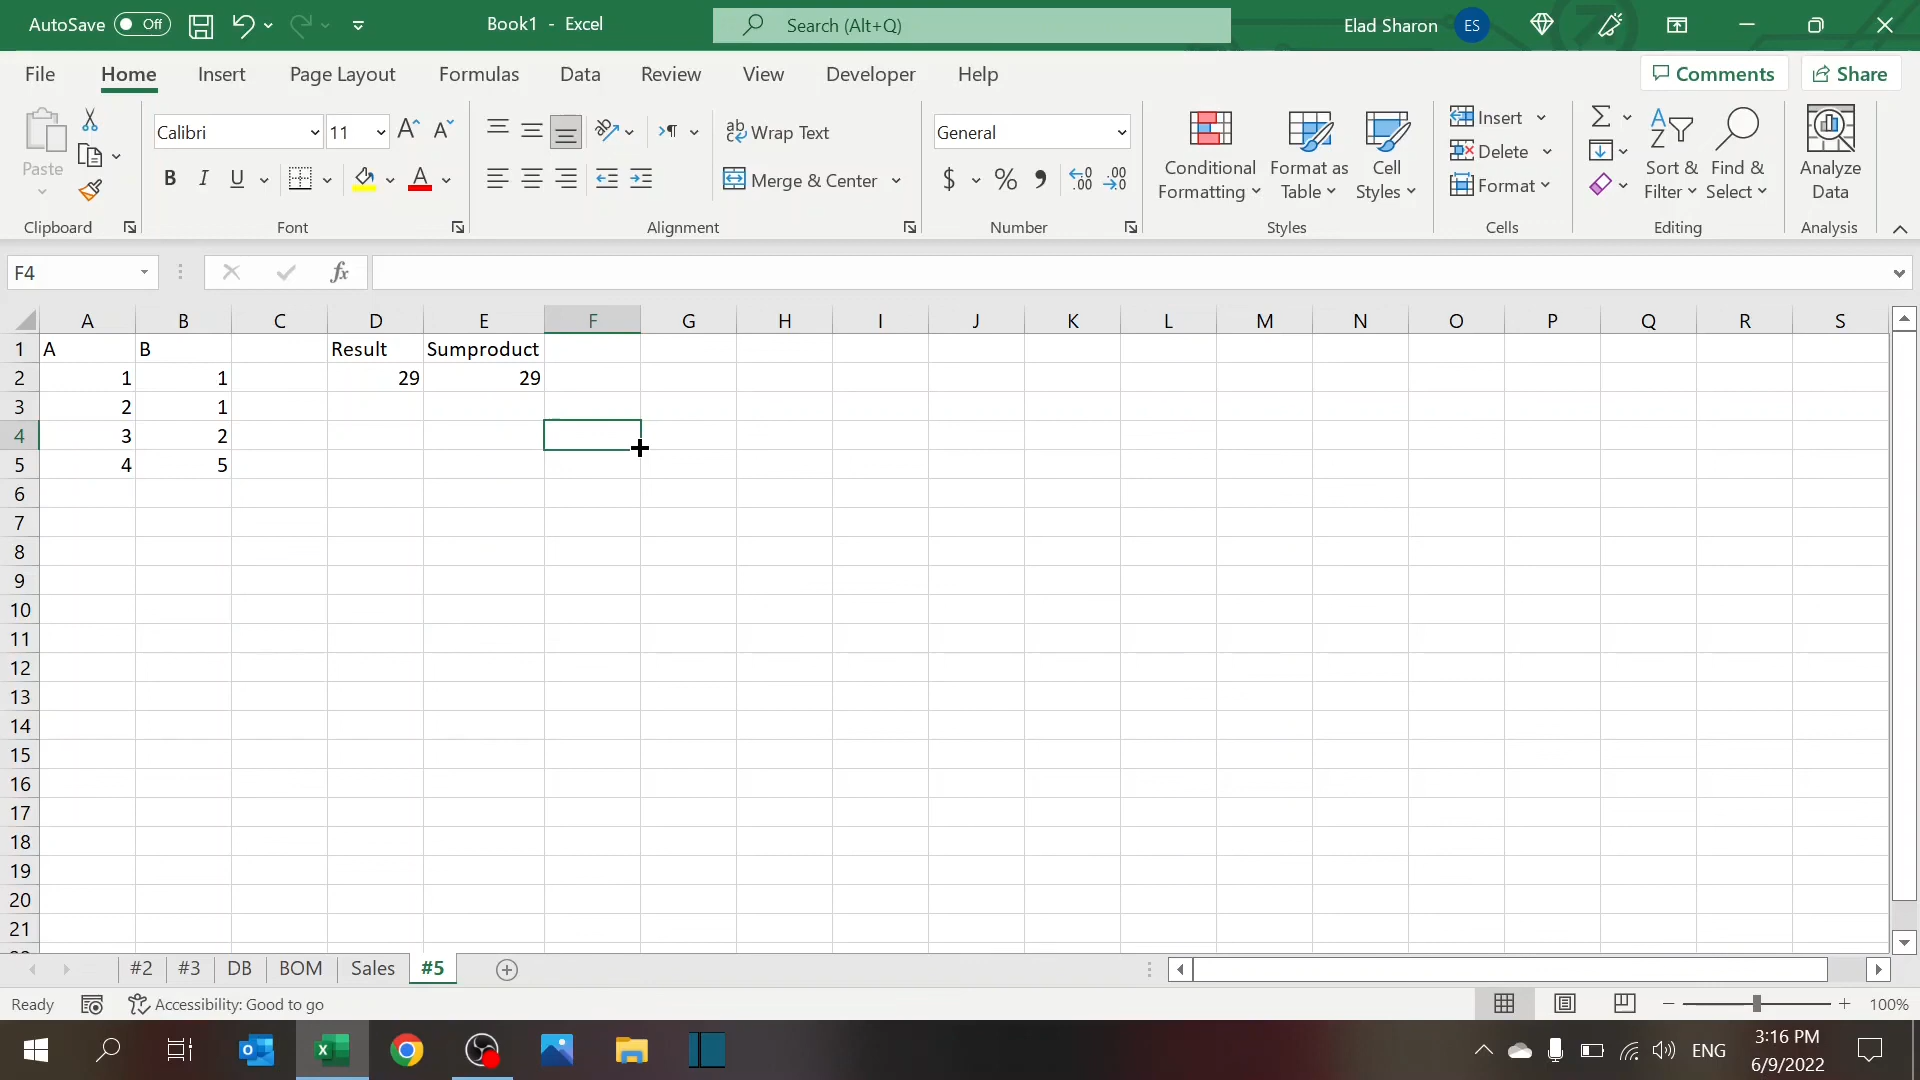 AutoSave Off Book1 - Excel Search (Alt+Q) Elad Sharon ES
File Home Insert Page Layout Formulas Data Review View Developer Help Comments Share
Paste
Clipboard
Calibri 11
B I U A
Font
ab Wrap Text
Merge & Center
Alignment
General
$ % 9 .00
Number
Conditional Formatting
Format as Table
Cell Styles
Styles
Insert
Delete
Format
Cells
Sort & Filter
Find & Select
Editing
Analyze Data
Analysis
F4 fx
A B C D E F G H I J K L M N O P Q R S
1 A B Result Sumproduct
2 1 1 29 29
3 2 1
4 3 2
5 4 5
6
7
8
9
10
11
12
13
14
15
16
17
18
19
20
21
#2 #3 DB BOM Sales #5
Ready Accessibility: Good to go 100%
ENG 3:16 PM
6/9/2022